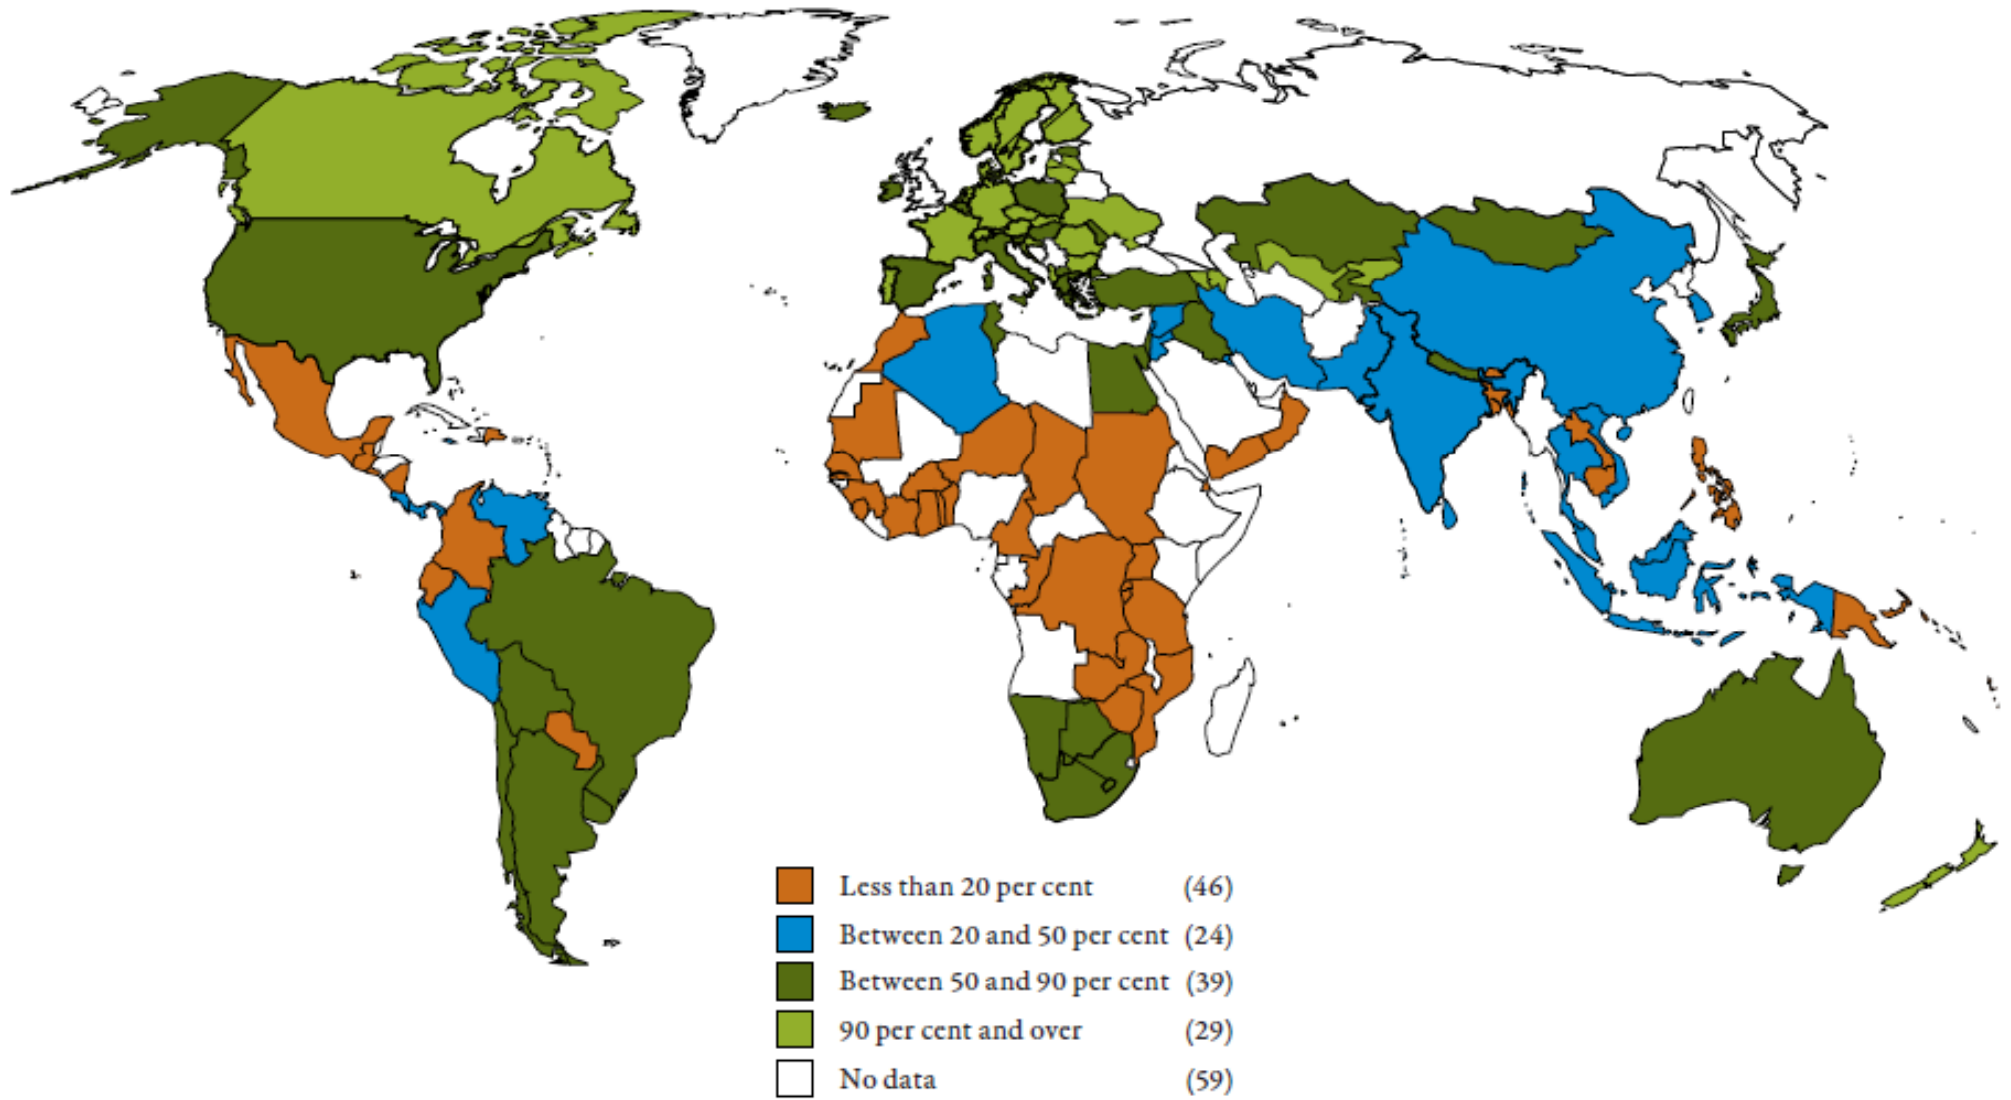 Less than 20 per cent (46)
Between 20 and 50 per cent (24)
Between 50 and 90 per cent (39)
90 per cent and over (29)
No data (59)